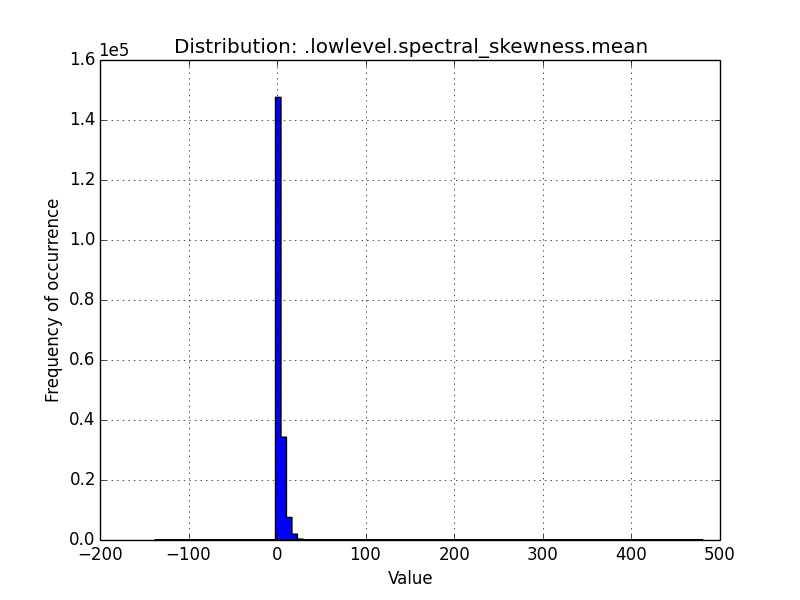 Distribution: .lowlevel.spectral_skewness.mean
1e5
1.6
1.4
1.2
1.0
0.8
0.6
0.4
0.2
0.0
Frequency of occurrence
−200 −100 0 100 200 300 400 500
Value